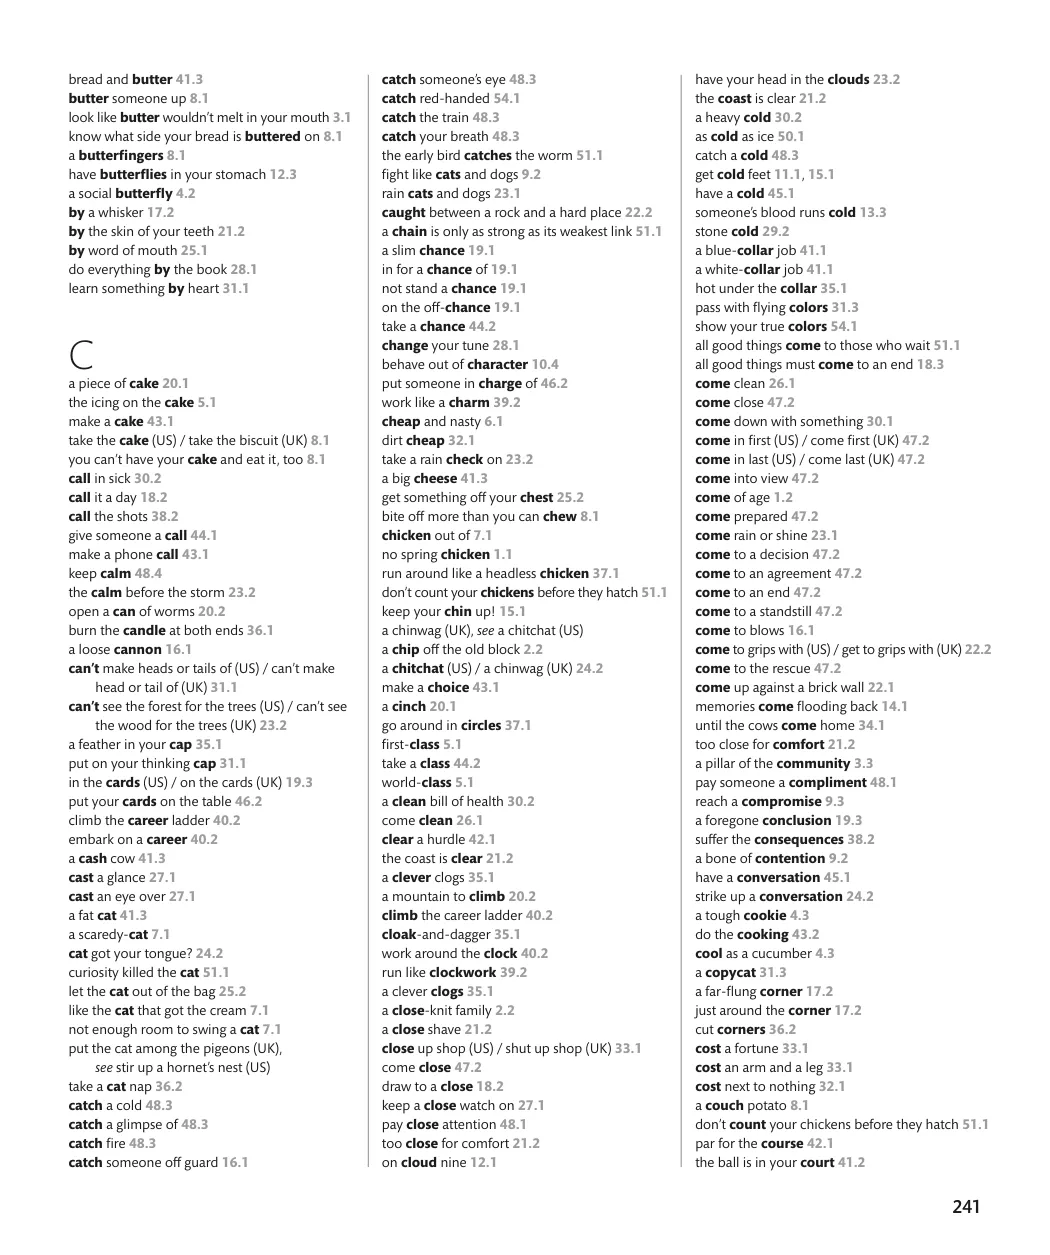 bread and butter 41.3
butter someone up 8.1
look like butter wouldn’t melt in your mouth 3.1
know what side your bread is buttered on 8.1
a butterfingers 8.1
have butterflies in your stomach 12.3
a social butterfly 4.2
by a whisker 17.2
by the skin of your teeth 21.2
by word of mouth 25.1
do everything by the book 28.1
learn something by heart 31.1
C
a piece of cake 20.1
the icing on the cake 5.1
make a cake 43.1
take the cake (US) / take the biscuit (UK) 8.1
you can’t have your cake and eat it, too 8.1
call in sick 30.2
call it a day 18.2
call the shots 38.2
give someone a call 44.1
make a phone call 43.1
keep calm 48.4
the calm before the storm 23.2
open a can of worms 20.2
burn the candle at both ends 36.1
a loose cannon 16.1
can’t make heads or tails of (US) / can’t make
head or tail of (UK) 31.1
can’t see the forest for the trees (US) / can’t see
the wood for the trees (UK) 23.2
a feather in your cap 35.1
put on your thinking cap 31.1
in the cards (US) / on the cards (UK) 19.3
put your cards on the table 46.2
climb the career ladder 40.2
embark on a career 40.2
a cash cow 41.3
cast a glance 27.1
cast an eye over 27.1
a fat cat 41.3
a scaredy-cat 7.1
cat got your tongue? 24.2
curiosity killed the cat 51.1
let the cat out of the bag 25.2
like the cat that got the cream 7.1
not enough room to swing a cat 7.1
put the cat among the pigeons (UK),
see stir up a hornet’s nest (US)
take a cat nap 36.2
catch a cold 48.3
catch a glimpse of 48.3
catch fire 48.3
catch someone off guard 16.1
catch someone’s eye 48.3
catch red-handed 54.1
catch the train 48.3
catch your breath 48.3
the early bird catches the worm 51.1
fight like cats and dogs 9.2
rain cats and dogs 23.1
caught between a rock and a hard place 22.2
a chain is only as strong as its weakest link 51.1
a slim chance 19.1
in for a chance of 19.1
not stand a chance 19.1
on the off-chance 19.1
take a chance 44.2
change your tune 28.1
behave out of character 10.4
put someone in charge of 46.2
work like a charm 39.2
cheap and nasty 6.1
dirt cheap 32.1
take a rain check on 23.2
a big cheese 41.3
get something off your chest 25.2
bite off more than you can chew 8.1
chicken out of 7.1
no spring chicken 1.1
run around like a headless chicken 37.1
don’t count your chickens before they hatch 51.1
keep your chin up! 15.1
a chinwag (UK), see a chitchat (US)
a chip off the old block 2.2
a chitchat (US) / a chinwag (UK) 24.2
make a choice 43.1
a cinch 20.1
go around in circles 37.1
first-class 5.1
take a class 44.2
world-class 5.1
a clean bill of health 30.2
come clean 26.1
clear a hurdle 42.1
the coast is clear 21.2
a clever clogs 35.1
a mountain to climb 20.2
climb the career ladder 40.2
cloak-and-dagger 35.1
work around the clock 40.2
run like clockwork 39.2
a clever clogs 35.1
a close-knit family 2.2
a close shave 21.2
close up shop (US) / shut up shop (UK) 33.1
come close 47.2
draw to a close 18.2
keep a close watch on 27.1
pay close attention 48.1
too close for comfort 21.2
on cloud nine 12.1
have your head in the clouds 23.2
the coast is clear 21.2
a heavy cold 30.2
as cold as ice 50.1
catch a cold 48.3
get cold feet 11.1, 15.1
have a cold 45.1
someone’s blood runs cold 13.3
stone cold 29.2
a blue-collar job 41.1
a white-collar job 41.1
hot under the collar 35.1
pass with flying colors 31.3
show your true colors 54.1
all good things come to those who wait 51.1
all good things must come to an end 18.3
come clean 26.1
come close 47.2
come down with something 30.1
come in first (US) / come first (UK) 47.2
come in last (US) / come last (UK) 47.2
come into view 47.2
come of age 1.2
come prepared 47.2
come rain or shine 23.1
come to a decision 47.2
come to an agreement 47.2
come to an end 47.2
come to a standstill 47.2
come to blows 16.1
come to grips with (US) / get to grips with (UK) 22.2
come to the rescue 47.2
come up against a brick wall 22.1
memories come flooding back 14.1
until the cows come home 34.1
too close for comfort 21.2
a pillar of the community 3.3
pay someone a compliment 48.1
reach a compromise 9.3
a foregone conclusion 19.3
suffer the consequences 38.2
a bone of contention 9.2
have a conversation 45.1
strike up a conversation 24.2
a tough cookie 4.3
do the cooking 43.2
cool as a cucumber 4.3
a copycat 31.3
a far-flung corner 17.2
just around the corner 17.2
cut corners 36.2
cost a fortune 33.1
cost an arm and a leg 33.1
cost next to nothing 32.1
a couch potato 8.1
don’t count your chickens before they hatch 51.1
par for the course 42.1
the ball is in your court 41.2
241